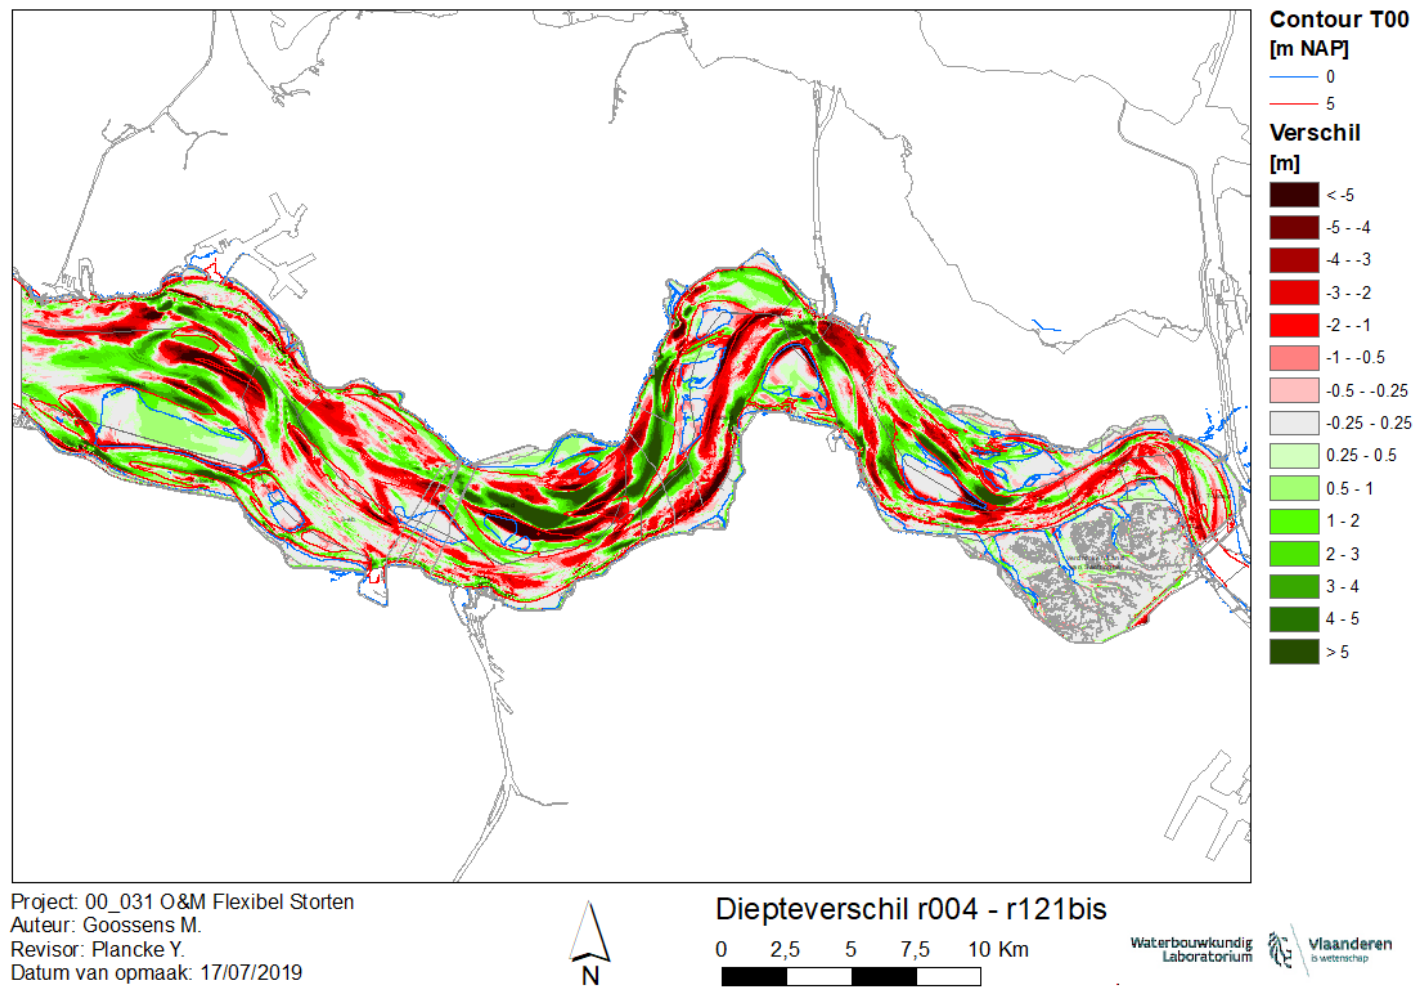 Contour T00
[m NAP]
0
5
Verschil
[m]
< -5
-5 - -4
-4 - -3
-3 - -2
-2 - -1
-1 - -0.5
-0.5 - -0.25
-0.25 - 0.25
0.25 - 0.5
0.5 - 1
1 - 2
2 - 3
3 - 4
4 - 5
> 5
Project: 00_031 O&M Flexibel Storten
Auteur: Goossens M.
Revisor: Plancke Y.
Datum van opmaak: 17/07/2019
N
Diepteverschil r004 - r121bis
0 2,5 5 7,5 10 Km
Waterbouwkundig
Laboratorium
Vlaanderen
is wetenschap